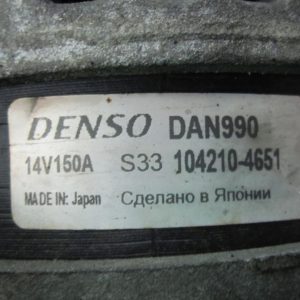 DENSO DAN990
14V150A S33 104210-4651
MADE IN: Japan Сделано в Японии